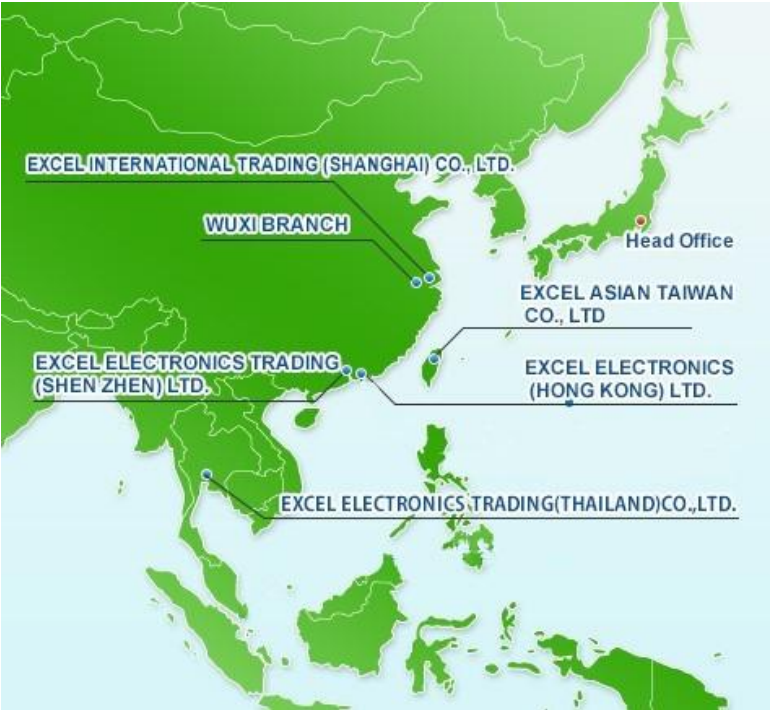 EXCEL INTERNATIONAL TRADING (SHANGHAI) CO., LTD.
WUXI BRANCH
Head Office
EXCEL ASIAN TAIWAN
CO., LTD
EXCEL ELECTRONICS TRADING
(SHEN ZHEN) LTD.
EXCEL ELECTRONICS
(HONG KONG) LTD.
EXCEL ELECTRONICS TRADING(THAILAND)CO.,LTD.